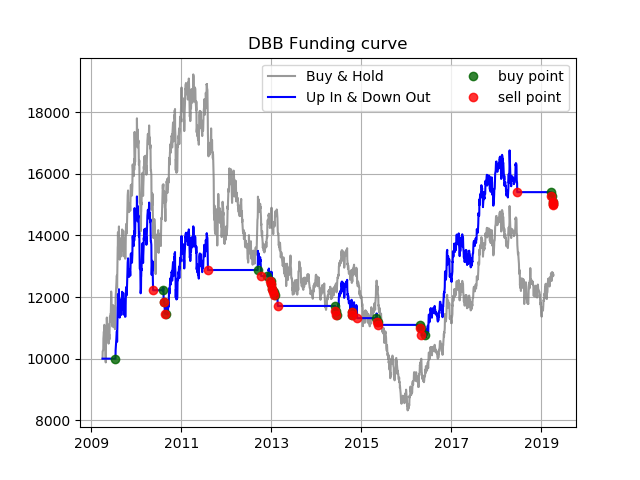 DBB Funding curve
Buy & Hold
Up In & Down Out
buy point
sell point
18000
16000
14000
12000
10000
8000
2009 2011 2013 2015 2017 2019